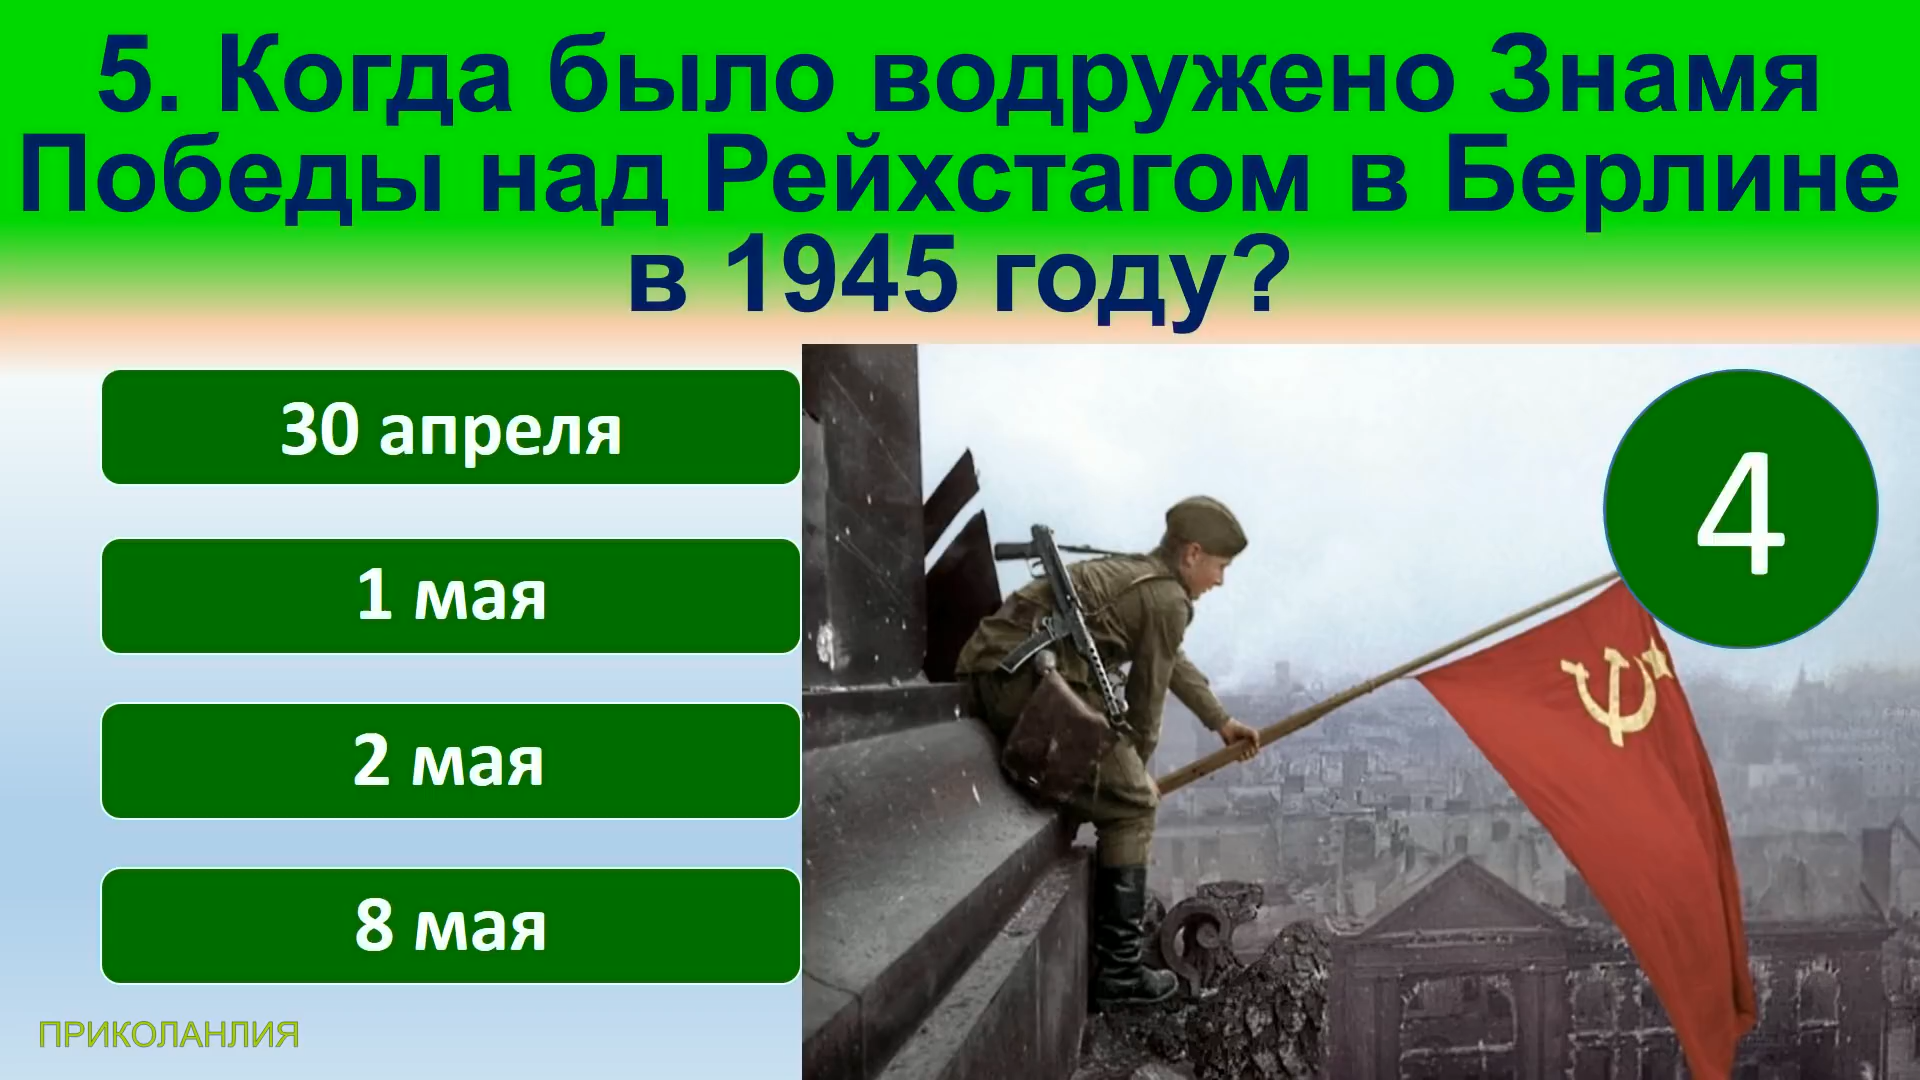 5. Когда было водружено Знамя
Победы над Рейхстагом в Берлине
в 1945 году?
30 апреля
4
1 мая
2 мая
8 мая
ПРИКОЛАНЛИЯ